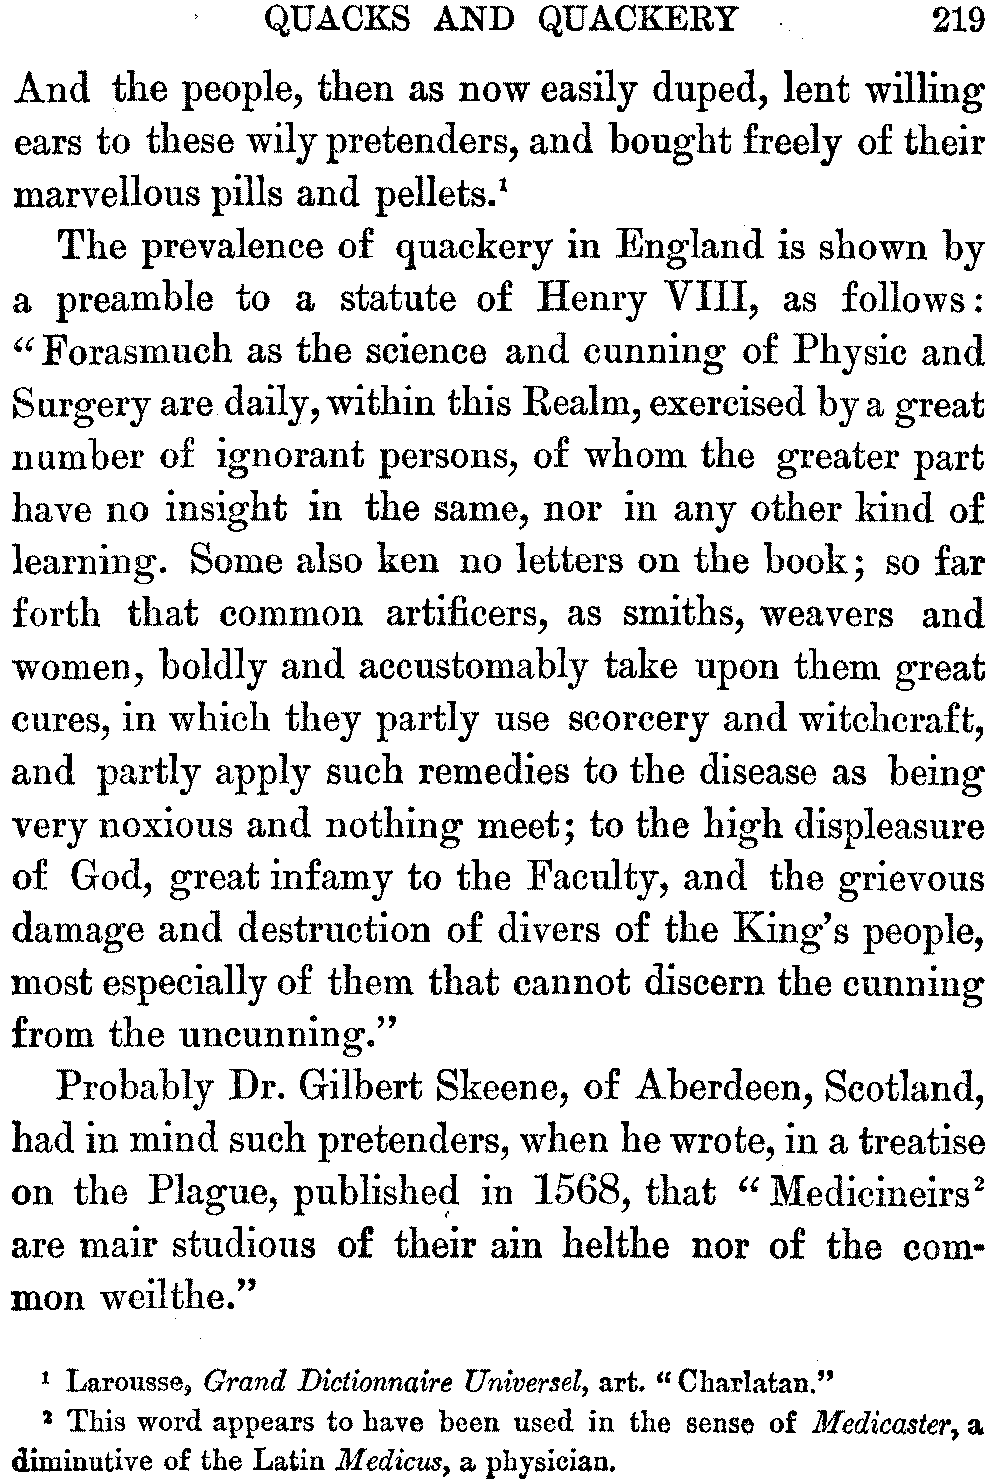 QUACKS AND QUACKERY 219
And the people, then as now easily duped, lent willing
ears to these wily pretenders, and bought freely of their
marvellous pills and pellets.¹
The prevalence of quackery in England is shown by
a preamble to a statute of Henry VIII, as follows:
“Forasmuch as the science and cunning of Physic and
Surgery are daily, within this Realm, exercised by a great
number of ignorant persons, of whom the greater part
have no insight in the same, nor in any other kind of
learning. Some also ken no letters on the book; so far
forth that common artificers, as smiths, weavers and
women, boldly and accustomably take upon them great
cures, in which they partly use scorcery and witchcraft,
and partly apply such remedies to the disease as being
very noxious and nothing meet; to the high displeasure
of God, great infamy to the Faculty, and the grievous
damage and destruction of divers of the King’s people,
most especially of them that cannot discern the cunning
from the uncunning.”
Probably Dr. Gilbert Skeene, of Aberdeen, Scotland,
had in mind such pretenders, when he wrote, in a treatise
on the Plague, published in 1568, that “Medicineirs²
are mair studious of their ain helthe nor of the com-
mon weilthe.”
¹ Larousse, Grand Dictionnaire Universel, art. “Charlatan.”
² This word appears to have been used in the sense of Medicaster, a
diminutive of the Latin Medicus, a physician.